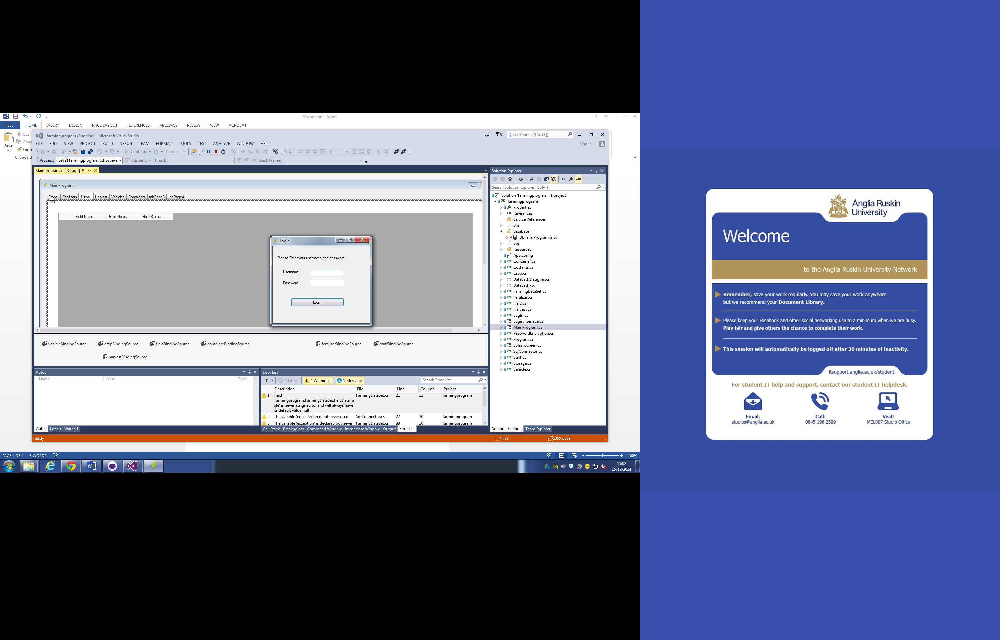 Document1 - Word
FILE HOME INSERT DESIGN PAGE LAYOUT REFERENCES MAILINGS REVIEW VIEW ACROBAT
Paste
Cut
Copy
Form
Clipboard
farmingprogram (Running) - Microsoft Visual Studio
9
Quick Launch (Ctrl+Q)
FILE EDIT VIEW PROJECT BUILD DEBUG TEAM FORMAT TOOLS TEST ANALYZE WINDOW HELP
Sign in
Continue Debug
Process: [6972] farmingprogram.vshost.exe Suspend Thread: Stack Frame:
MainProgram.cs [Design]
MainProgram
Crops Fertilizers Fields Harvest Vehicles Containers tabPage3 tabPage4
Field Name Field Notes Field Status
Login
Please Enter your username and password
Username
Password
Login
vehicleBindingSource cropBindingSource fieldBindingSource containerBindingSource fertilizerBindingSource staffBindingSource
harvestBindingSource
Solution Explorer
Search Solution Explorer (Ctrl+;)
Solution 'farmingprogram' (1 project)
farmingprogram
Properties
References
Service References
bin
database
DbFarmProgram.mdf
obj
Resources
App.config
Container.cs
Costants.cs
Crop.cs
DataSet1.Designer.cs
DataSet1.xsd
FarmingDataSet.cs
Fertilizer.cs
Field.cs
Harvest.cs
LogIn.cs
LoginInterface.cs
MainProgram.cs
PasswordEncryption.cs
Program.cs
SplashScreen.cs
SqlConnector.cs
Staff.cs
Storage.cs
Vehicle.cs
Solution Explorer Team Explorer
Autos
Name Value Type
Autos Locals Watch 1
Error List
0 Errors 4 Warnings 1 Message
Search Error List
Description File Line Column Project
1 Field FarmingDataSet.cs 21 33 farmingprogram
'farmingprogram.FarmingDataSet.fieldDataTa
ble' is never assigned to, and will always have
its default value null
2 The variable 'ex' is declared but never used SqlConnector.cs 27 30 farmingprogram
3 The variable 'exception' is declared but never FarmingDataSet.cs 88 30 farmingprogram
Call Stack Breakpoints Command Window Immediate Window Output Error List
Ready
4 , 22
1355 x 659
PAGE 1 OF 1 6 WORDS
100%
13:02
15/12/2014
Anglia Ruskin
University
Welcome
to the Anglia Ruskin University Network
Remember, save your work regularly. You may save your work anywhere
but we recommend your Document Library.
Please keep your Facebook and other social networking use to a minimum when we are busy.
Play fair and give others the chance to complete their work.
This session will automatically be logged off after 30 minutes of inactivity.
itsupport.anglia.ac.uk/student
For student IT help and support, contact our student IT helpdesk.
Email: Call: Visit:
studios@anglia.ac.uk 0845 196 2599 MEL007 Studio Office